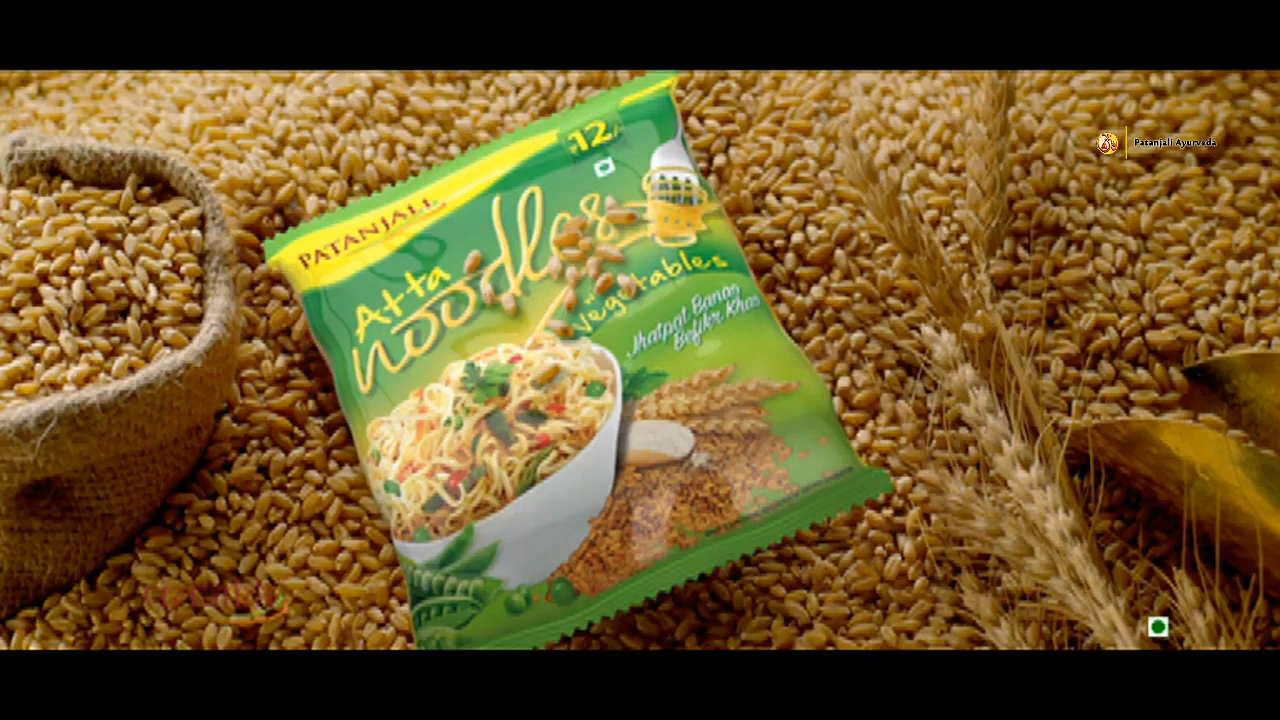 Patanjali Ayurveda
12/-
PATANJALI
Atta
noodles
Vegetables
Jhatpat Banao
Befikr Khao